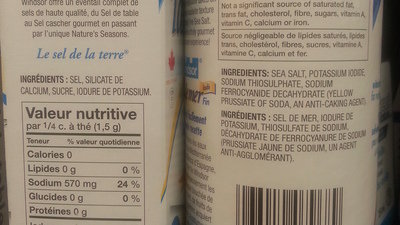 Windsor offre un éventail complet de
sels de haute qualité, du Sel de table
au Sel cascher gourmet en passant
par l'unique Nature's Seasons.
Le sel de la terre®
INGRÉDIENTS : SEL, SILICATE DE
CALCIUM, SUCRE, IODURE DE POTASSIUM.
Valeur nutritive
par 1/4 c. à thé (1,5 g)
Teneur % valeur quotidienne
Calories 0
Lipides 0 g 0 %
Sodium 570 mg 24 %
Glucides 0 g 0 %
Protéines 0 g
Fin
Not a significant source of saturated fat,
trans fat, cholesterol, fibre, sugars, vitamin A,
vitamin C, calcium or iron.
Source négligeable de lipides saturés, lipides
trans, cholestérol, fibres, sucres, vitamine A,
vitamine C, calcium et fer.
INGREDIENTS: SEA SALT, POTASSIUM IODIDE,
SODIUM THIOSULPHATE, SODIUM
FERROCYANIDE DECAHYDRATE (YELLOW
PRUSSIATE OF SODA, AN ANTI-CAKING AGENT).
INGRÉDIENTS : SEL DE MER, IODURE DE
POTASSIUM, THIOSULFATE DE SODIUM,
DÉCAHYDRATE DE FERROCYANURE DE SODIUM
(PRUSSIATE JAUNE DE SODIUM, UN AGENT
ANTI-AGGLOMÉRANT).